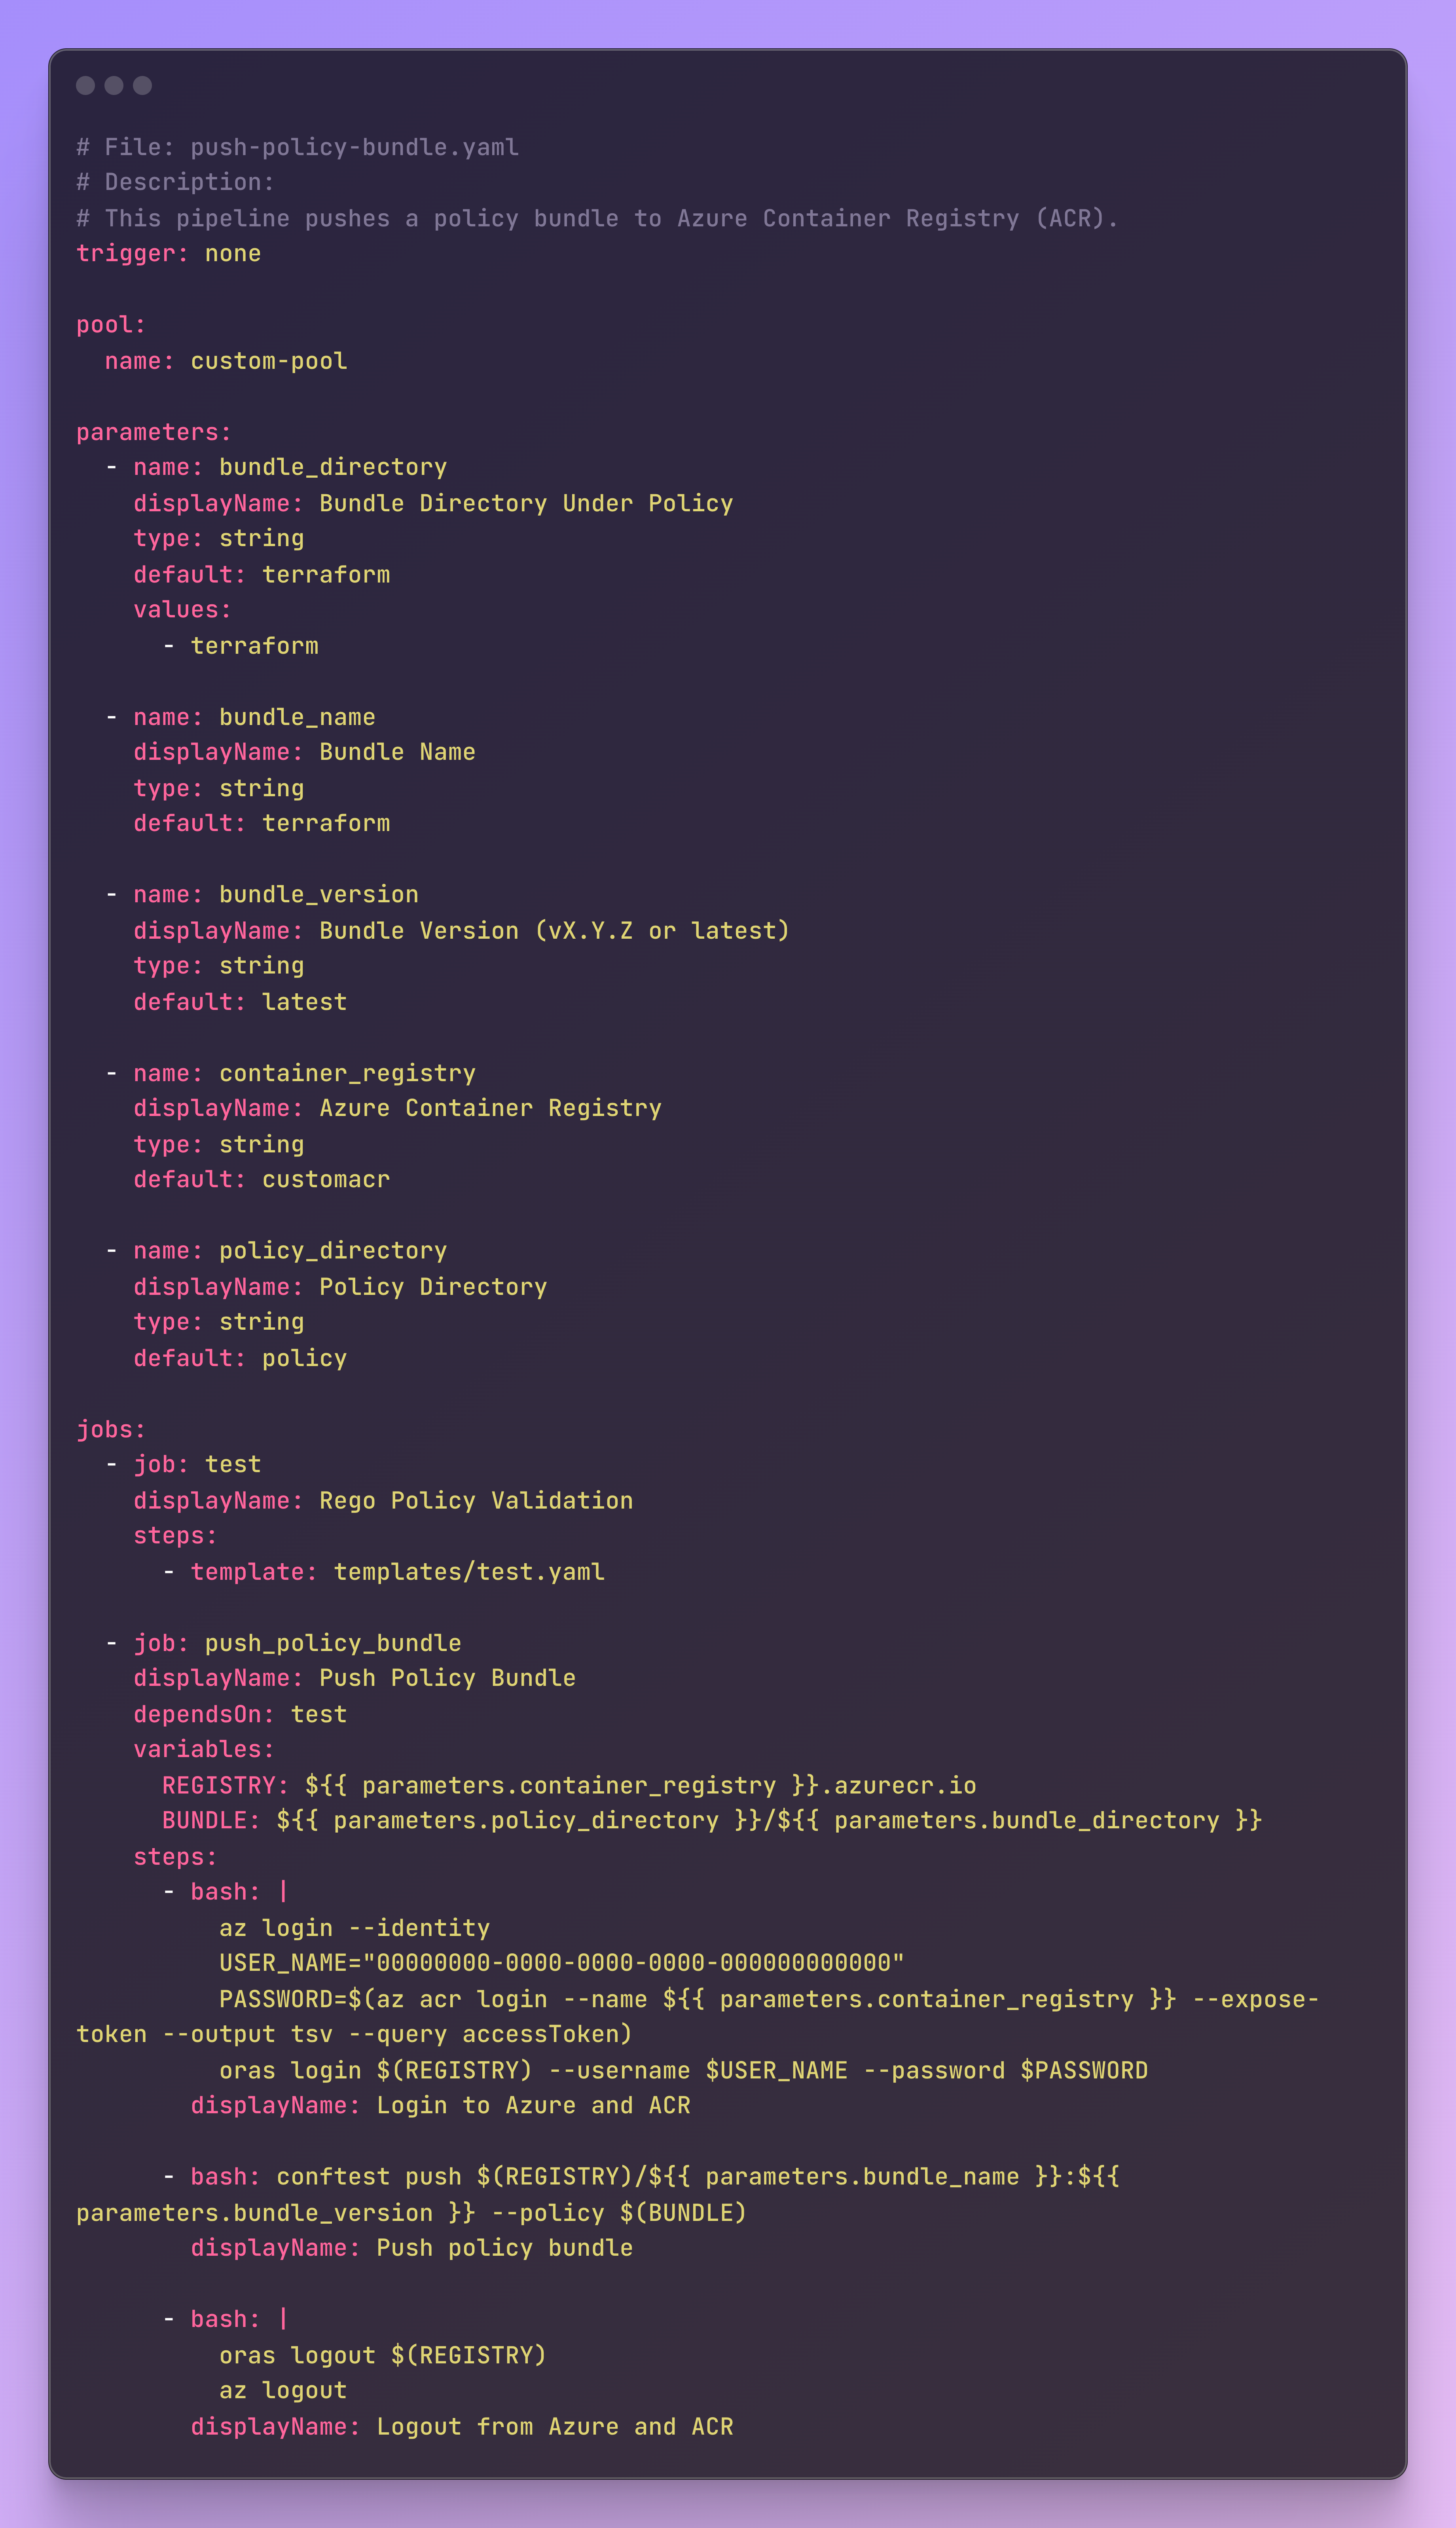 # File: push-policy-bundle.yaml
# Description:
# This pipeline pushes a policy bundle to Azure Container Registry (ACR).
trigger: none

pool:
  name: custom-pool

parameters:
  - name: bundle_directory
    displayName: Bundle Directory Under Policy
    type: string
    default: terraform
    values:
      - terraform

  - name: bundle_name
    displayName: Bundle Name
    type: string
    default: terraform

  - name: bundle_version
    displayName: Bundle Version (vX.Y.Z or latest)
    type: string
    default: latest

  - name: container_registry
    displayName: Azure Container Registry
    type: string
    default: customacr

  - name: policy_directory
    displayName: Policy Directory
    type: string
    default: policy

jobs:
  - job: test
    displayName: Rego Policy Validation
    steps:
      - template: templates/test.yaml

  - job: push_policy_bundle
    displayName: Push Policy Bundle
    dependsOn: test
    variables:
      REGISTRY: ${{ parameters.container_registry }}.azurecr.io
      BUNDLE: ${{ parameters.policy_directory }}/${{ parameters.bundle_directory }}
    steps:
      - bash: |
          az login --identity
          USER_NAME="00000000-0000-0000-0000-000000000000"
          PASSWORD=$(az acr login --name ${{ parameters.container_registry }} --expose-
token --output tsv --query accessToken)
          oras login $(REGISTRY) --username $USER_NAME --password $PASSWORD
        displayName: Login to Azure and ACR

      - bash: conftest push $(REGISTRY)/${{ parameters.bundle_name }}:${{
parameters.bundle_version }} --policy $(BUNDLE)
        displayName: Push policy bundle

      - bash: |
          oras logout $(REGISTRY)
          az logout
        displayName: Logout from Azure and ACR